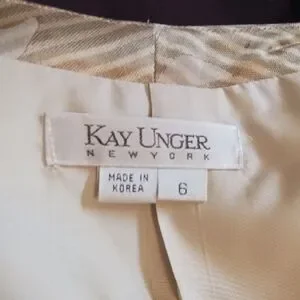 KAY UNGER
NEW YORK
MADE IN
KOREA
6